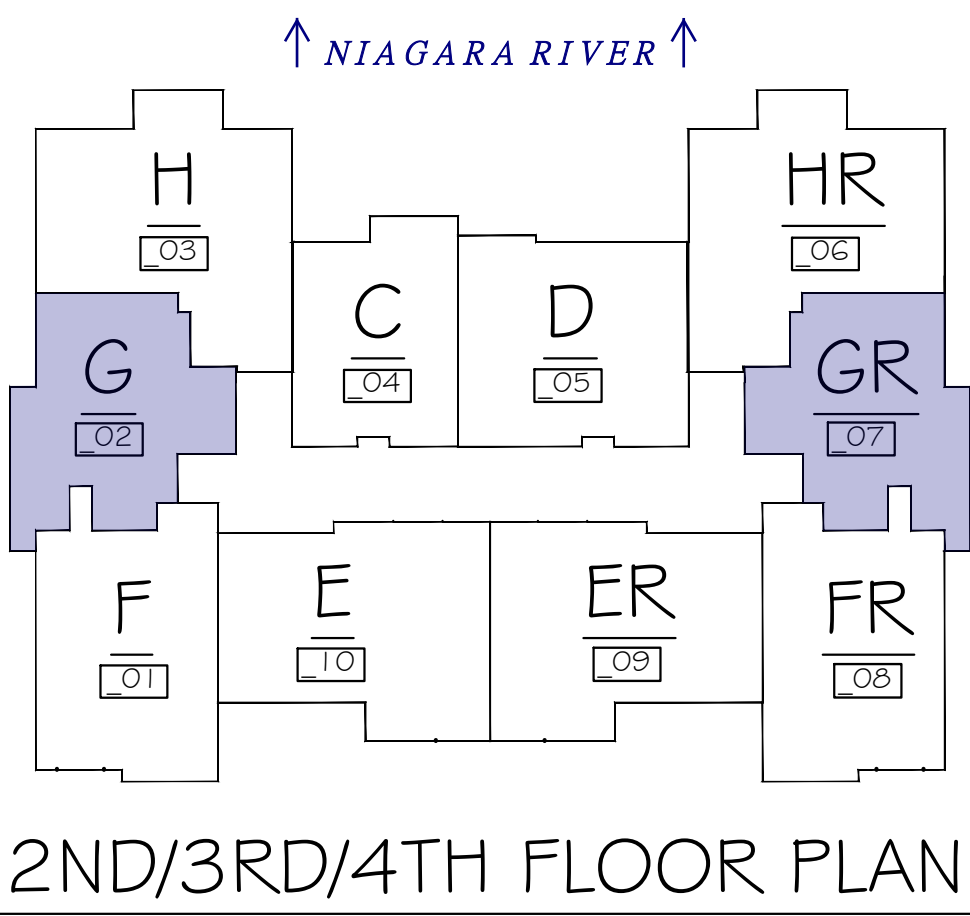 ↑ NIAGARA RIVER ↑
H
_03
HR
_06
C
_04
D
_05
G
_02
GR
_07
F
_01
E
_10
ER
_09
FR
_08
2ND/3RD/4TH FLOOR PLAN